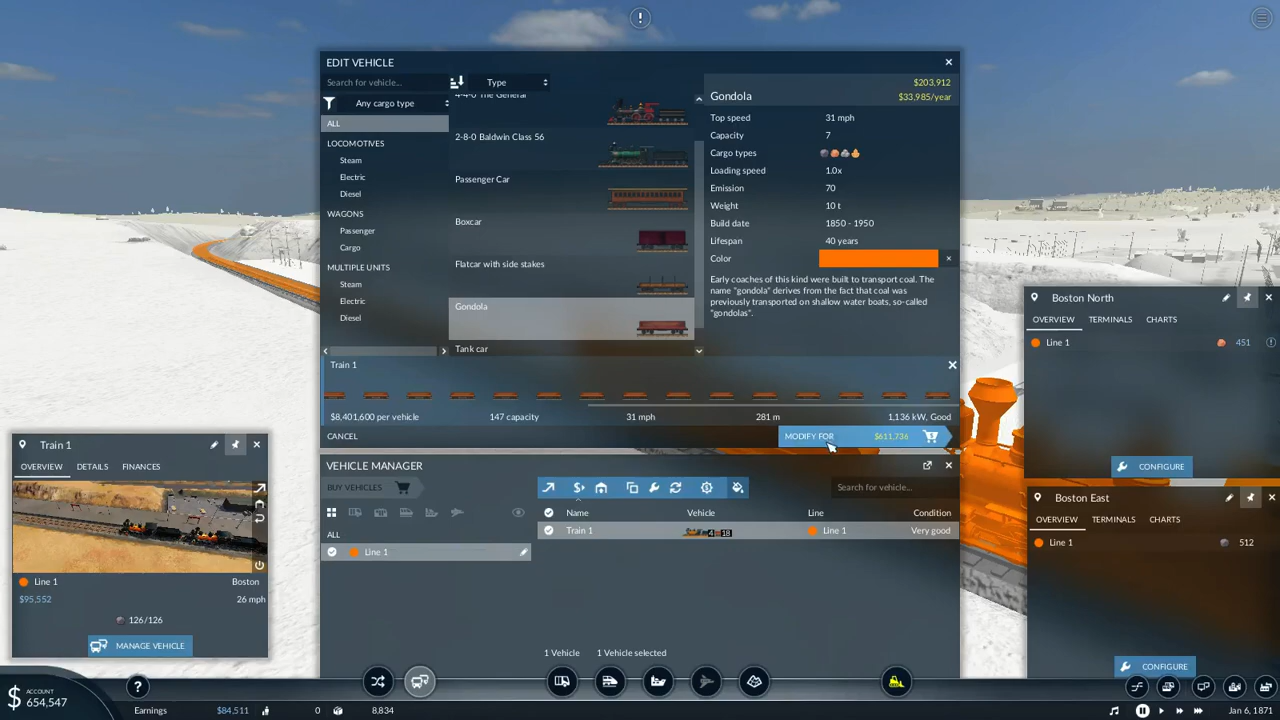 EDIT VEHICLE
Search for vehicle... Type
Any cargo type
ALL
LOCOMOTIVES
Steam
Electric
Diesel
WAGONS
Passenger
Cargo
MULTIPLE UNITS
Steam
Electric
Diesel
4-4-0 The General
2-8-0 Baldwin Class 56
Passenger Car
Boxcar
Flatcar with side stakes
Gondola
Tank car
$203,912
Gondola $33,985/year
Top speed 31 mph
Capacity 7
Cargo types
Loading speed 1.0x
Emission 70
Weight 10 t
Build date 1850 - 1950
Lifespan 40 years
Color
Early coaches of this kind were built to transport coal. The
name "gondola" derives from the fact that coal was
previously transported on shallow water boats, so-called
"gondolas".
Train 1
$8,401,600 per vehicle 147 capacity 31 mph 281 m 1,136 kW, Good
CANCEL MODIFY FOR $611,736
VEHICLE MANAGER
BUY VEHICLES Search for vehicle...
ALL
Line 1
Name Vehicle Line Condition
Train 1 4 18 Line 1 Very good
1 Vehicle 1 Vehicle selected
Train 1
OVERVIEW DETAILS FINANCES
Line 1 Boston
$95,552 26 mph
126/126
MANAGE VEHICLE
Boston North
OVERVIEW TERMINALS CHARTS
Line 1 451
CONFIGURE
Boston East
OVERVIEW TERMINALS CHARTS
Line 1 512
CONFIGURE
$ ACCOUNT
654,547
?
Earnings $84,511 0 8,834 Jan 6, 1871